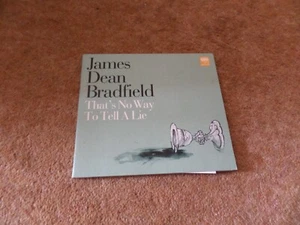 James
Dean
Bradfield
That's No Way
To Tell A Lie